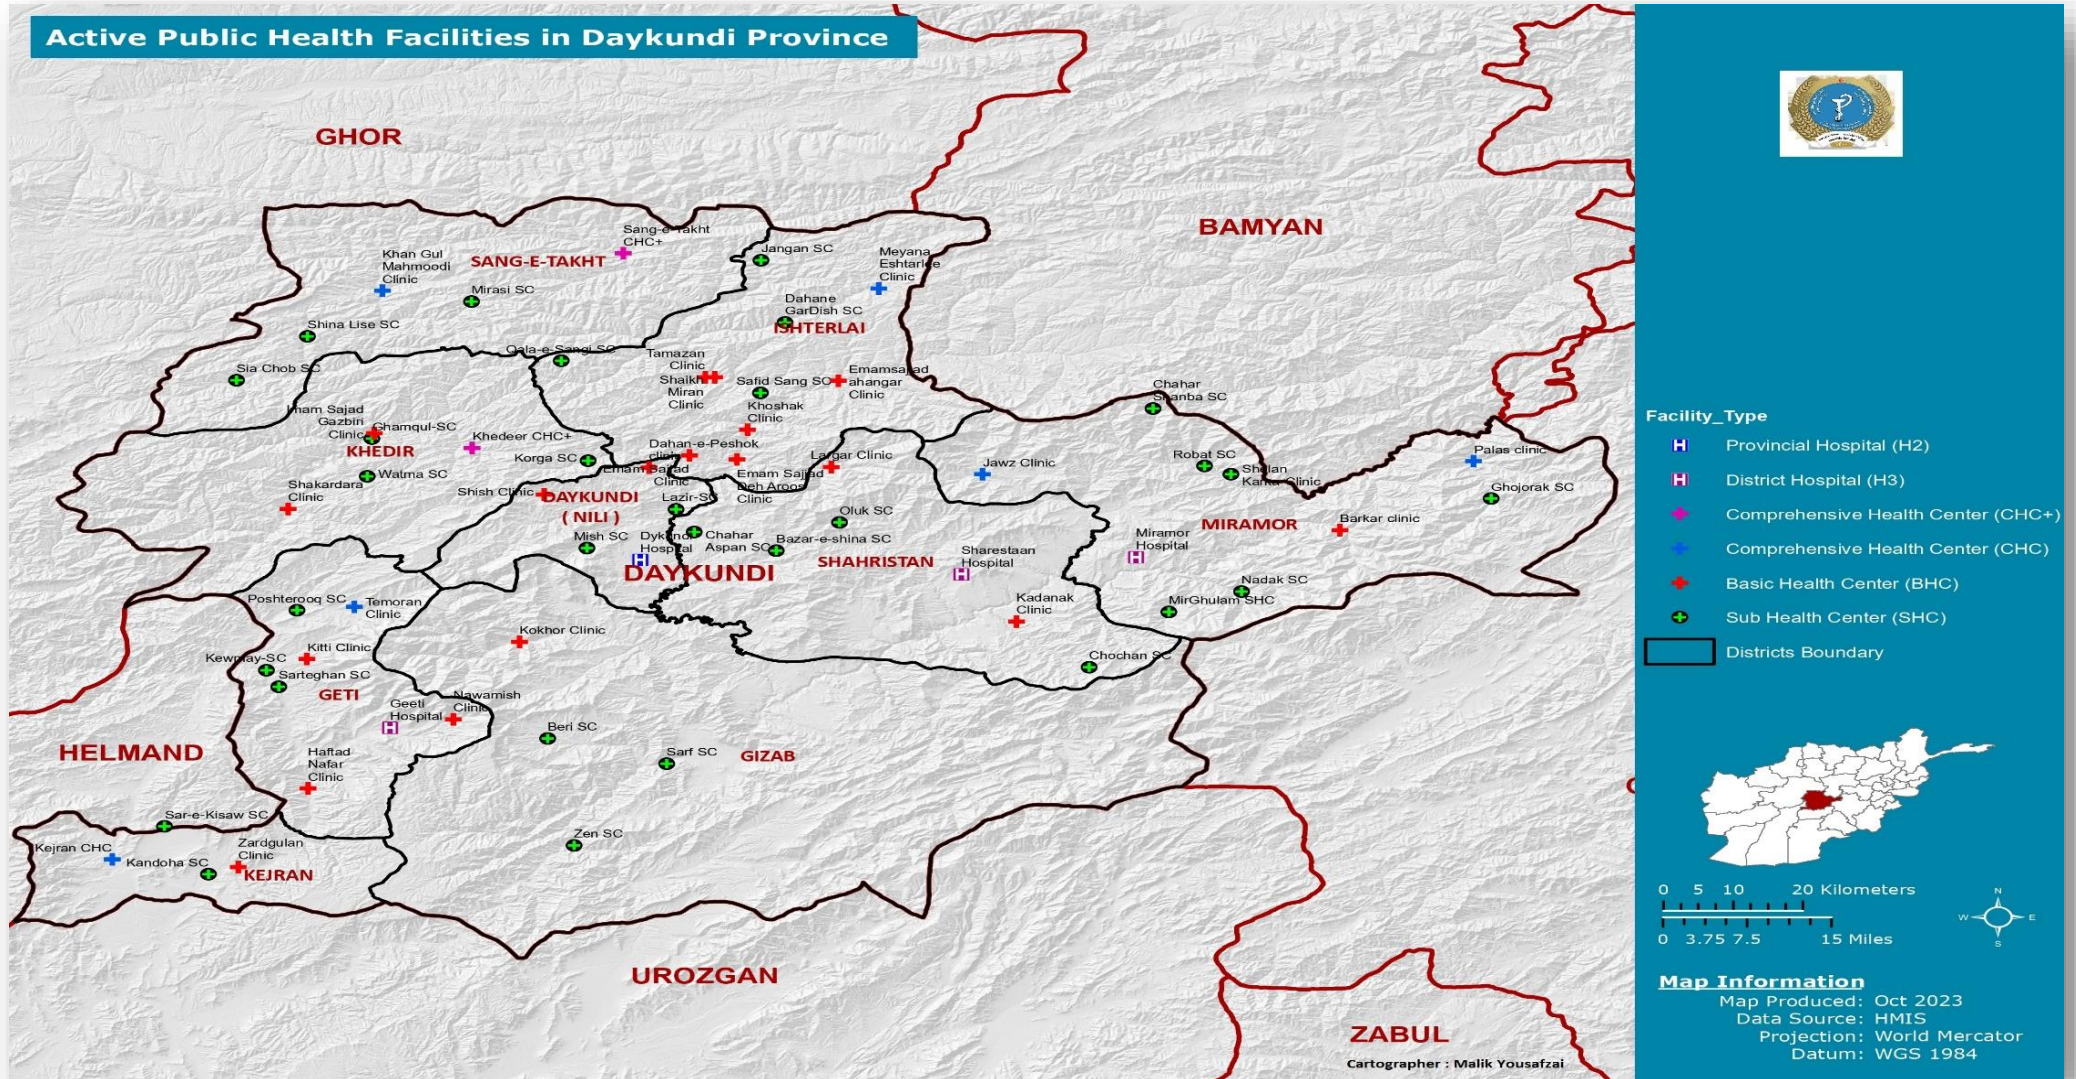 Active Public Health Facilities in Daykundi Province
GHOR
BAMYAN
HELMAND
UROZGAN
ZABUL
DAYKUNDI
SANG-E-TAKHT
Sang-e-Takht
CHC+
Khan Gul
Mahmoodi
Clinic
Mirasi SC
Shina Lise SC
Sia Chob SC
Jangan SC
Meyana
Eshtarlee
Clinic
Dahane
GarDish SC
ISHTERLAI
Qala-e-Sangi SC
Tamazan
Clinic
Shaikh
Miran
Clinic
Safid Sang SC
Emamsajad
ahangar
Clinic
Khoshak
Clinic
Dahan-e-Peshok
clinic
Emam Sajad
Clinic
Emam Sajjad
Deh Aroos
Clinic
Largar Clinic
Imam Sajad
Gazbiri
Clinic
Ghamqul-SC
KHEDIR
Khedeer CHC+
Korga SC
Watma SC
Shakardara
Clinic
Shish Clinic
DAYKUNDI
( NILI )
Lazir-SC
Mish SC
Dykundi
Hospital
Chahar
Aspan SC
Oluk SC
Bazar-e-shina SC
SHAHRISTAN
Sharestaan
Hospital
Kadanak
Clinic
Chochan SC
Jawz Clinic
Chahar
Shanba SC
Robat SC
Sholan
Kanta Clinic
Palas clinic
Ghojorak SC
MIRAMOR
Barkar clinic
Miramor
Hospital
Nadak SC
MirGhulam SHC
Poshterooq SC
Temoran
Clinic
Kitti Clinic
Kewmay-SC
Sarteghan SC
GETI
Geeti
Hospital
Nawamish
Clinic
Haftad
Nafar
Clinic
Kokhor Clinic
Beri SC
Sarf SC
GIZAB
Zen SC
Sar-e-Kisaw SC
Kejran CHC
Kandoha SC
Zardgulan
Clinic
KEJRAN
Cartographer : Malik Yousafzai
Facility_Type
H Provincial Hospital (H2)
H District Hospital (H3)
Comprehensive Health Center (CHC+)
Comprehensive Health Center (CHC)
Basic Health Center (BHC)
Sub Health Center (SHC)
Districts Boundary
0 5 10 20 Kilometers
0 3.75 7.5 15 Miles
N
W E
S
Map Information
Map Produced: Oct 2023
Data Source: HMIS
Projection: World Mercator
Datum: WGS 1984